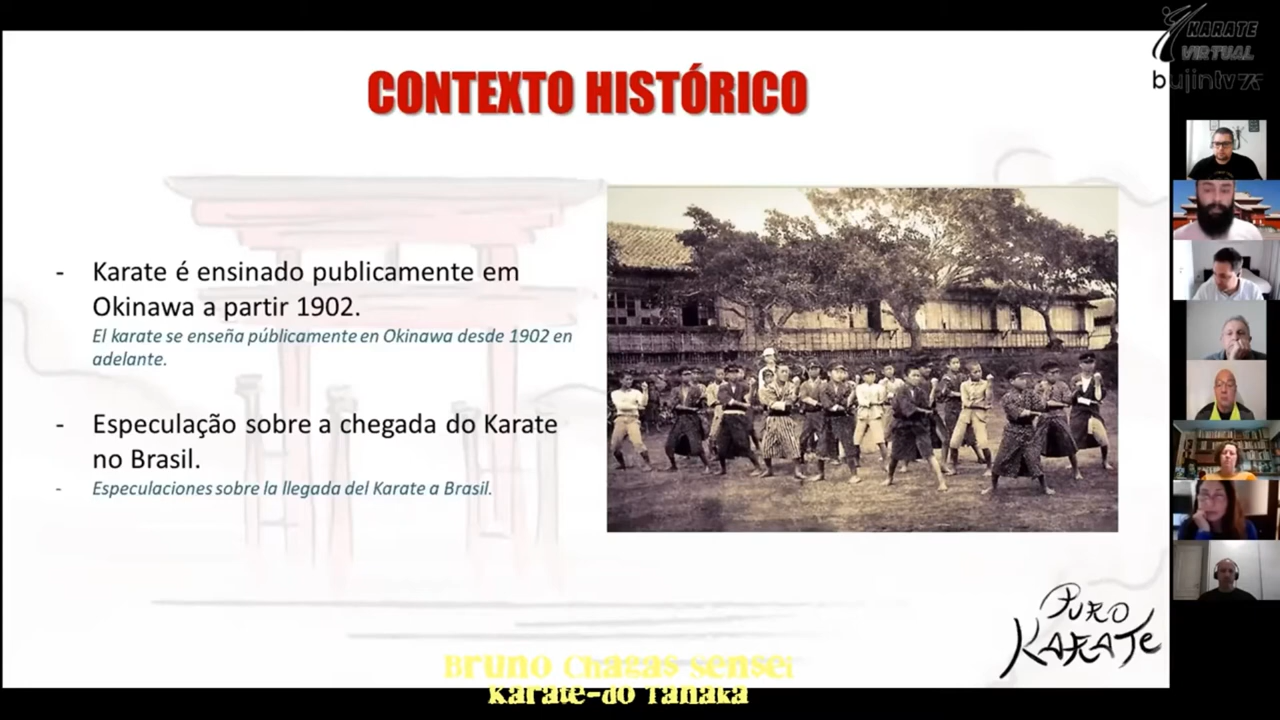 CONTEXTO HISTÓRICO
KARATE
VIRTUAL
bujintv
- Karate é ensinado publicamente em
Okinawa a partir 1902.
El karate se enseña públicamente en Okinawa desde 1902 en
adelante.
- Especulação sobre a chegada do Karate
no Brasil.
- Especulaciones sobre la llegada del Karate a Brasil.
PURO
KARATE
Bruno Chagas Sensei
Karate-do Tanaka